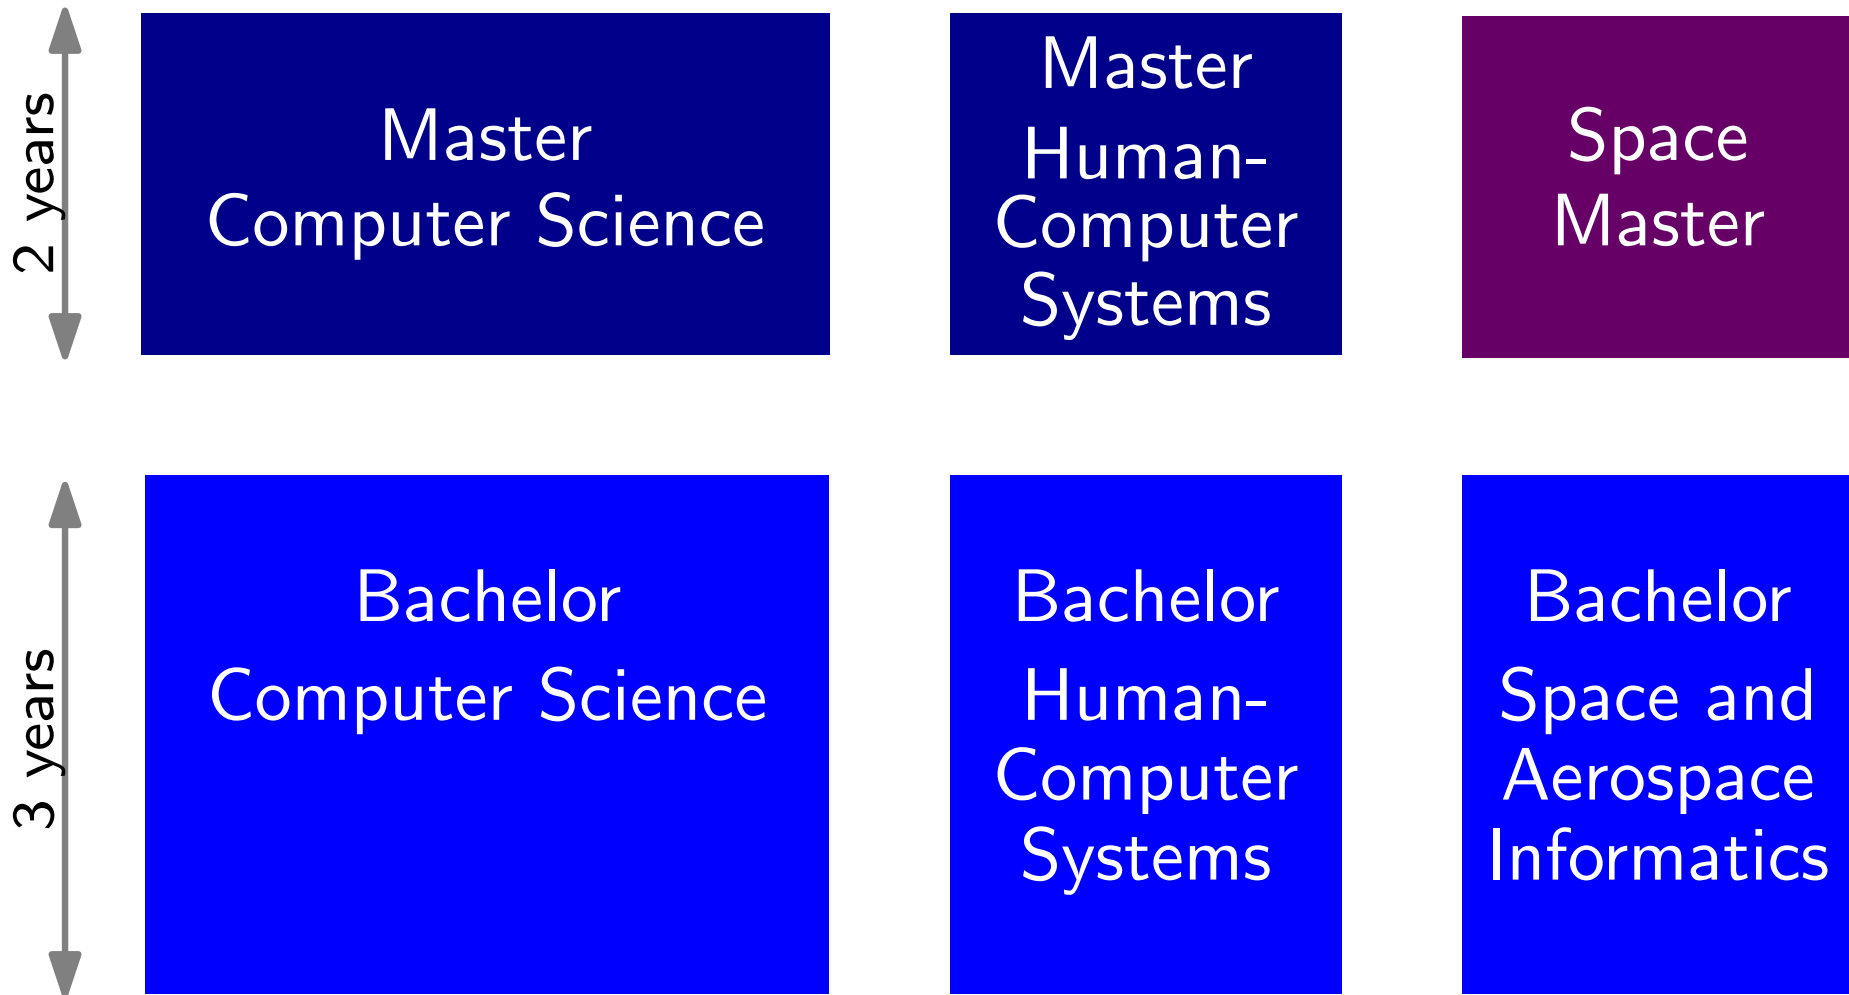 2 years
Master
Computer Science
Master
Human-
Computer
Systems
Space
Master
3 years
Bachelor
Computer Science
Bachelor
Human-
Computer
Systems
Bachelor
Space and
Aerospace
Informatics